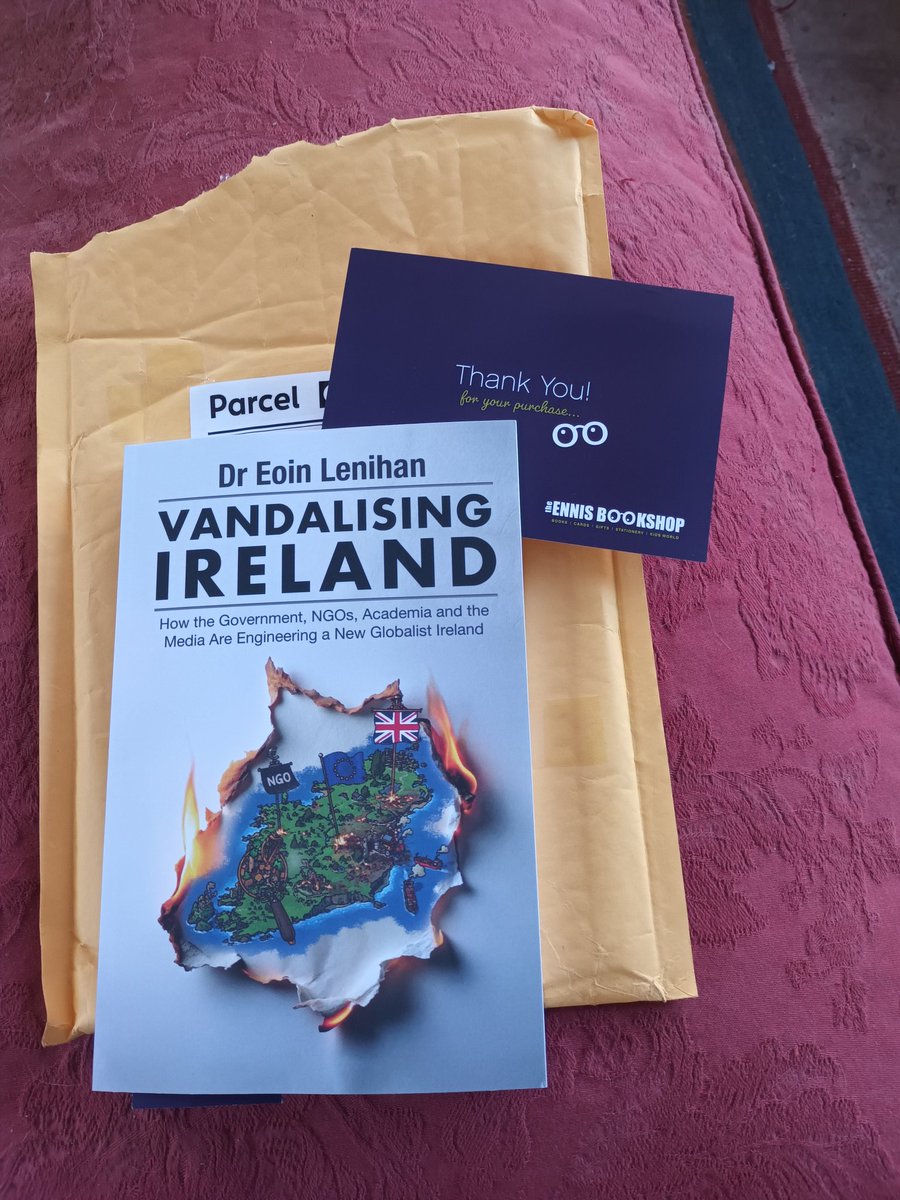 Thank You!
for your purchase...
the ENNIS BOOKSHOP
BOOKS | CARDS | GIFTS | STATIONERY | KIDS WORLD
Parcel
Dr Eoin Lenihan
VANDALISING
IRELAND
How the Government, NGOs, Academia and the
Media Are Engineering a New Globalist Ireland
NGO